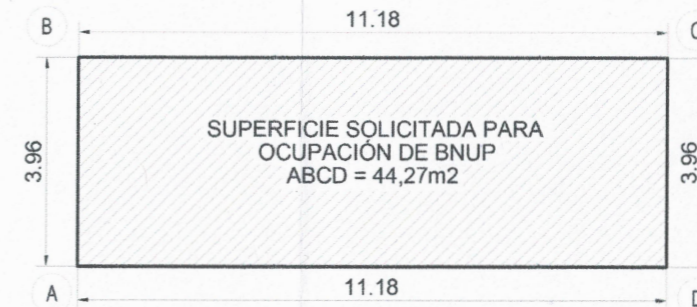 B
11.18
C
3.96
SUPERFICIE SOLICITADA PARA
OCUPACIÓN DE BNUP
ABCD = 44,27m2
3.96
A
11.18
D